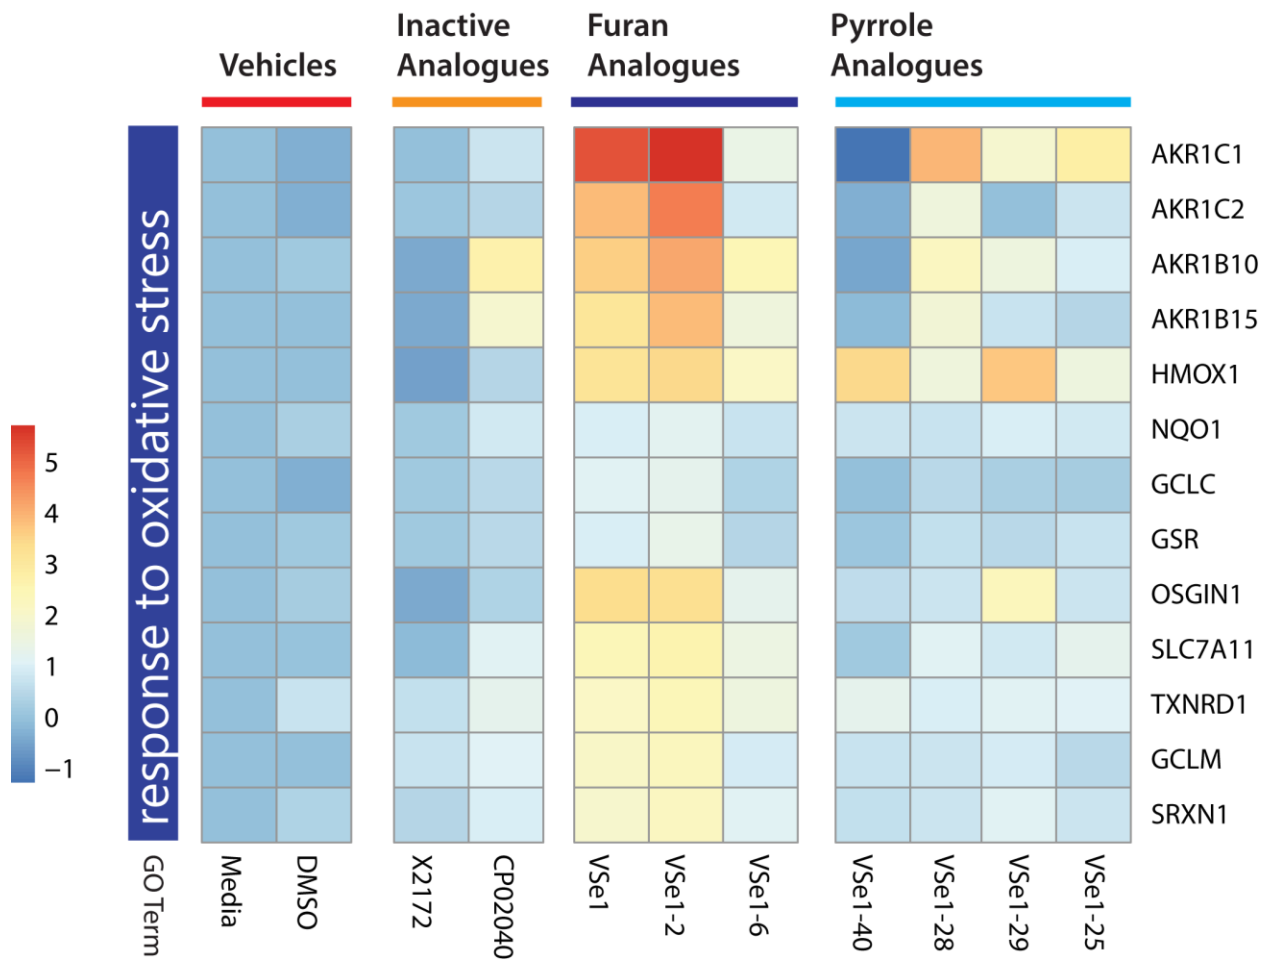 Inactive Furan Pyrrole
Vehicles Analogues Analogues Analogues
AKR1C1
AKR1C2
AKR1B10
AKR1B15
HMOX1
NQO1
GCLC
GSR
OSGIN1
SLC7A11
TXNRD1
GCLM
SRXN1
response to oxidative stress
5
4
3
2
1
0
−1
GO Term
Media
DMSO
X2172
CP02040
VSe1
VSe1-2
VSe1-6
VSe1-40
VSe1-28
VSe1-29
VSe1-25